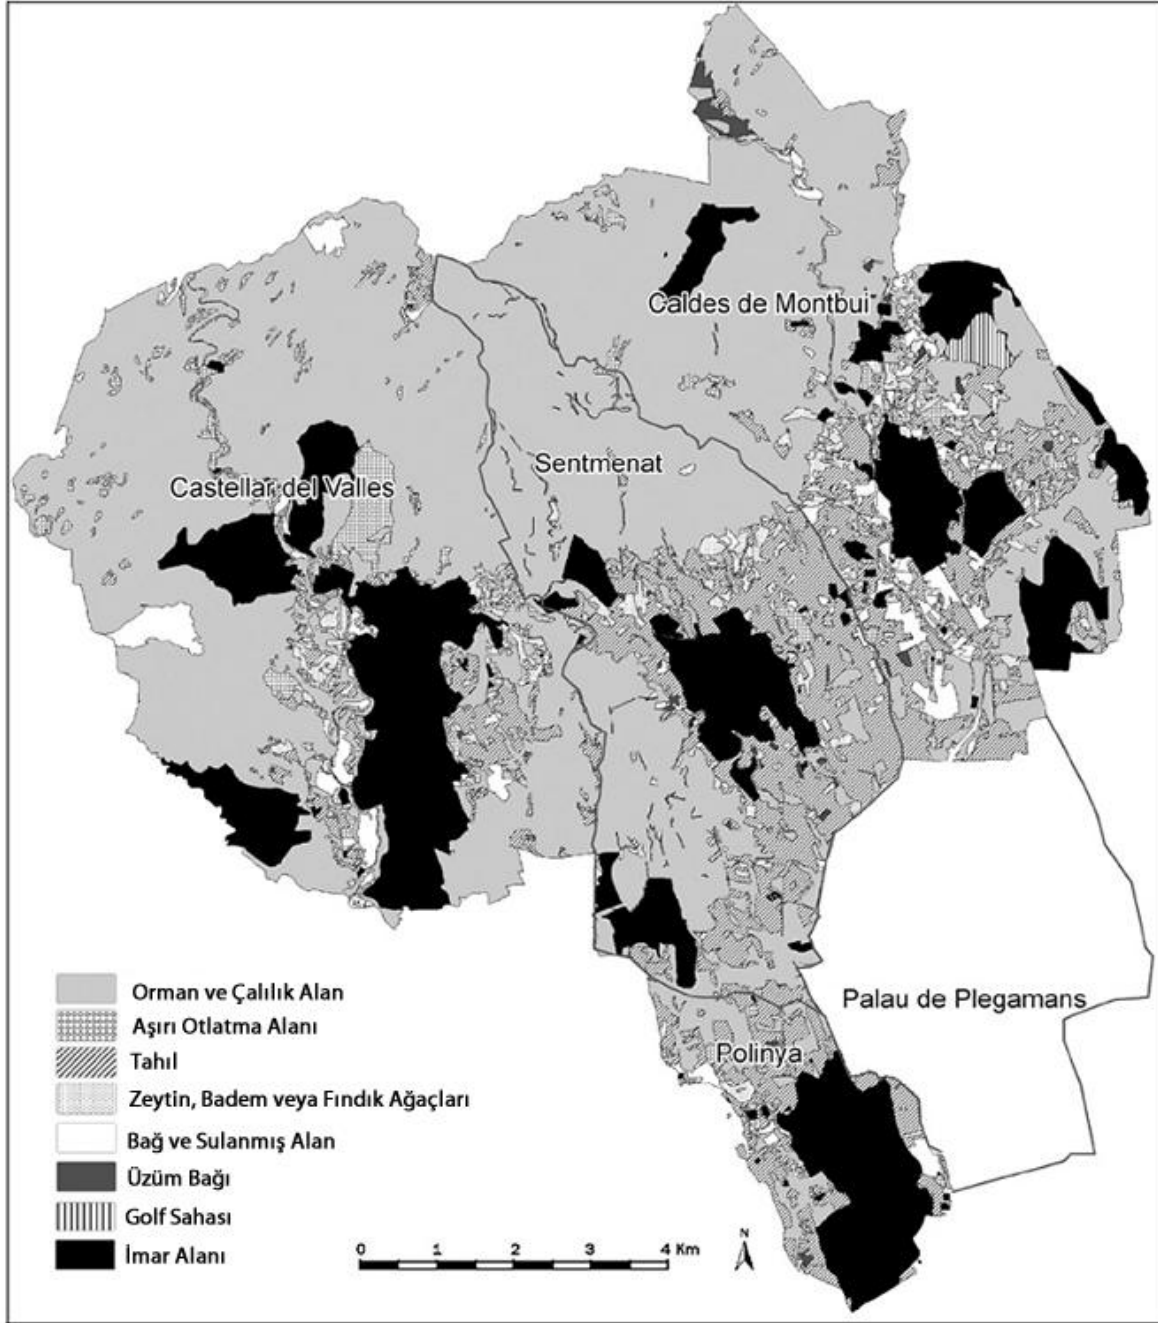 Caldes de Montbui
Sentmenat
Castellar del Valles
Palau de Plegamans
Polinya
Orman ve Çalılık Alan
Aşırı Otlatma Alanı
Tahıl
Zeytin, Badem veya Fındık Ağaçları
Bağ ve Sulanmış Alan
Üzüm Bağı
Golf Sahası
İmar Alanı
0 1 2 3 4 Km
N